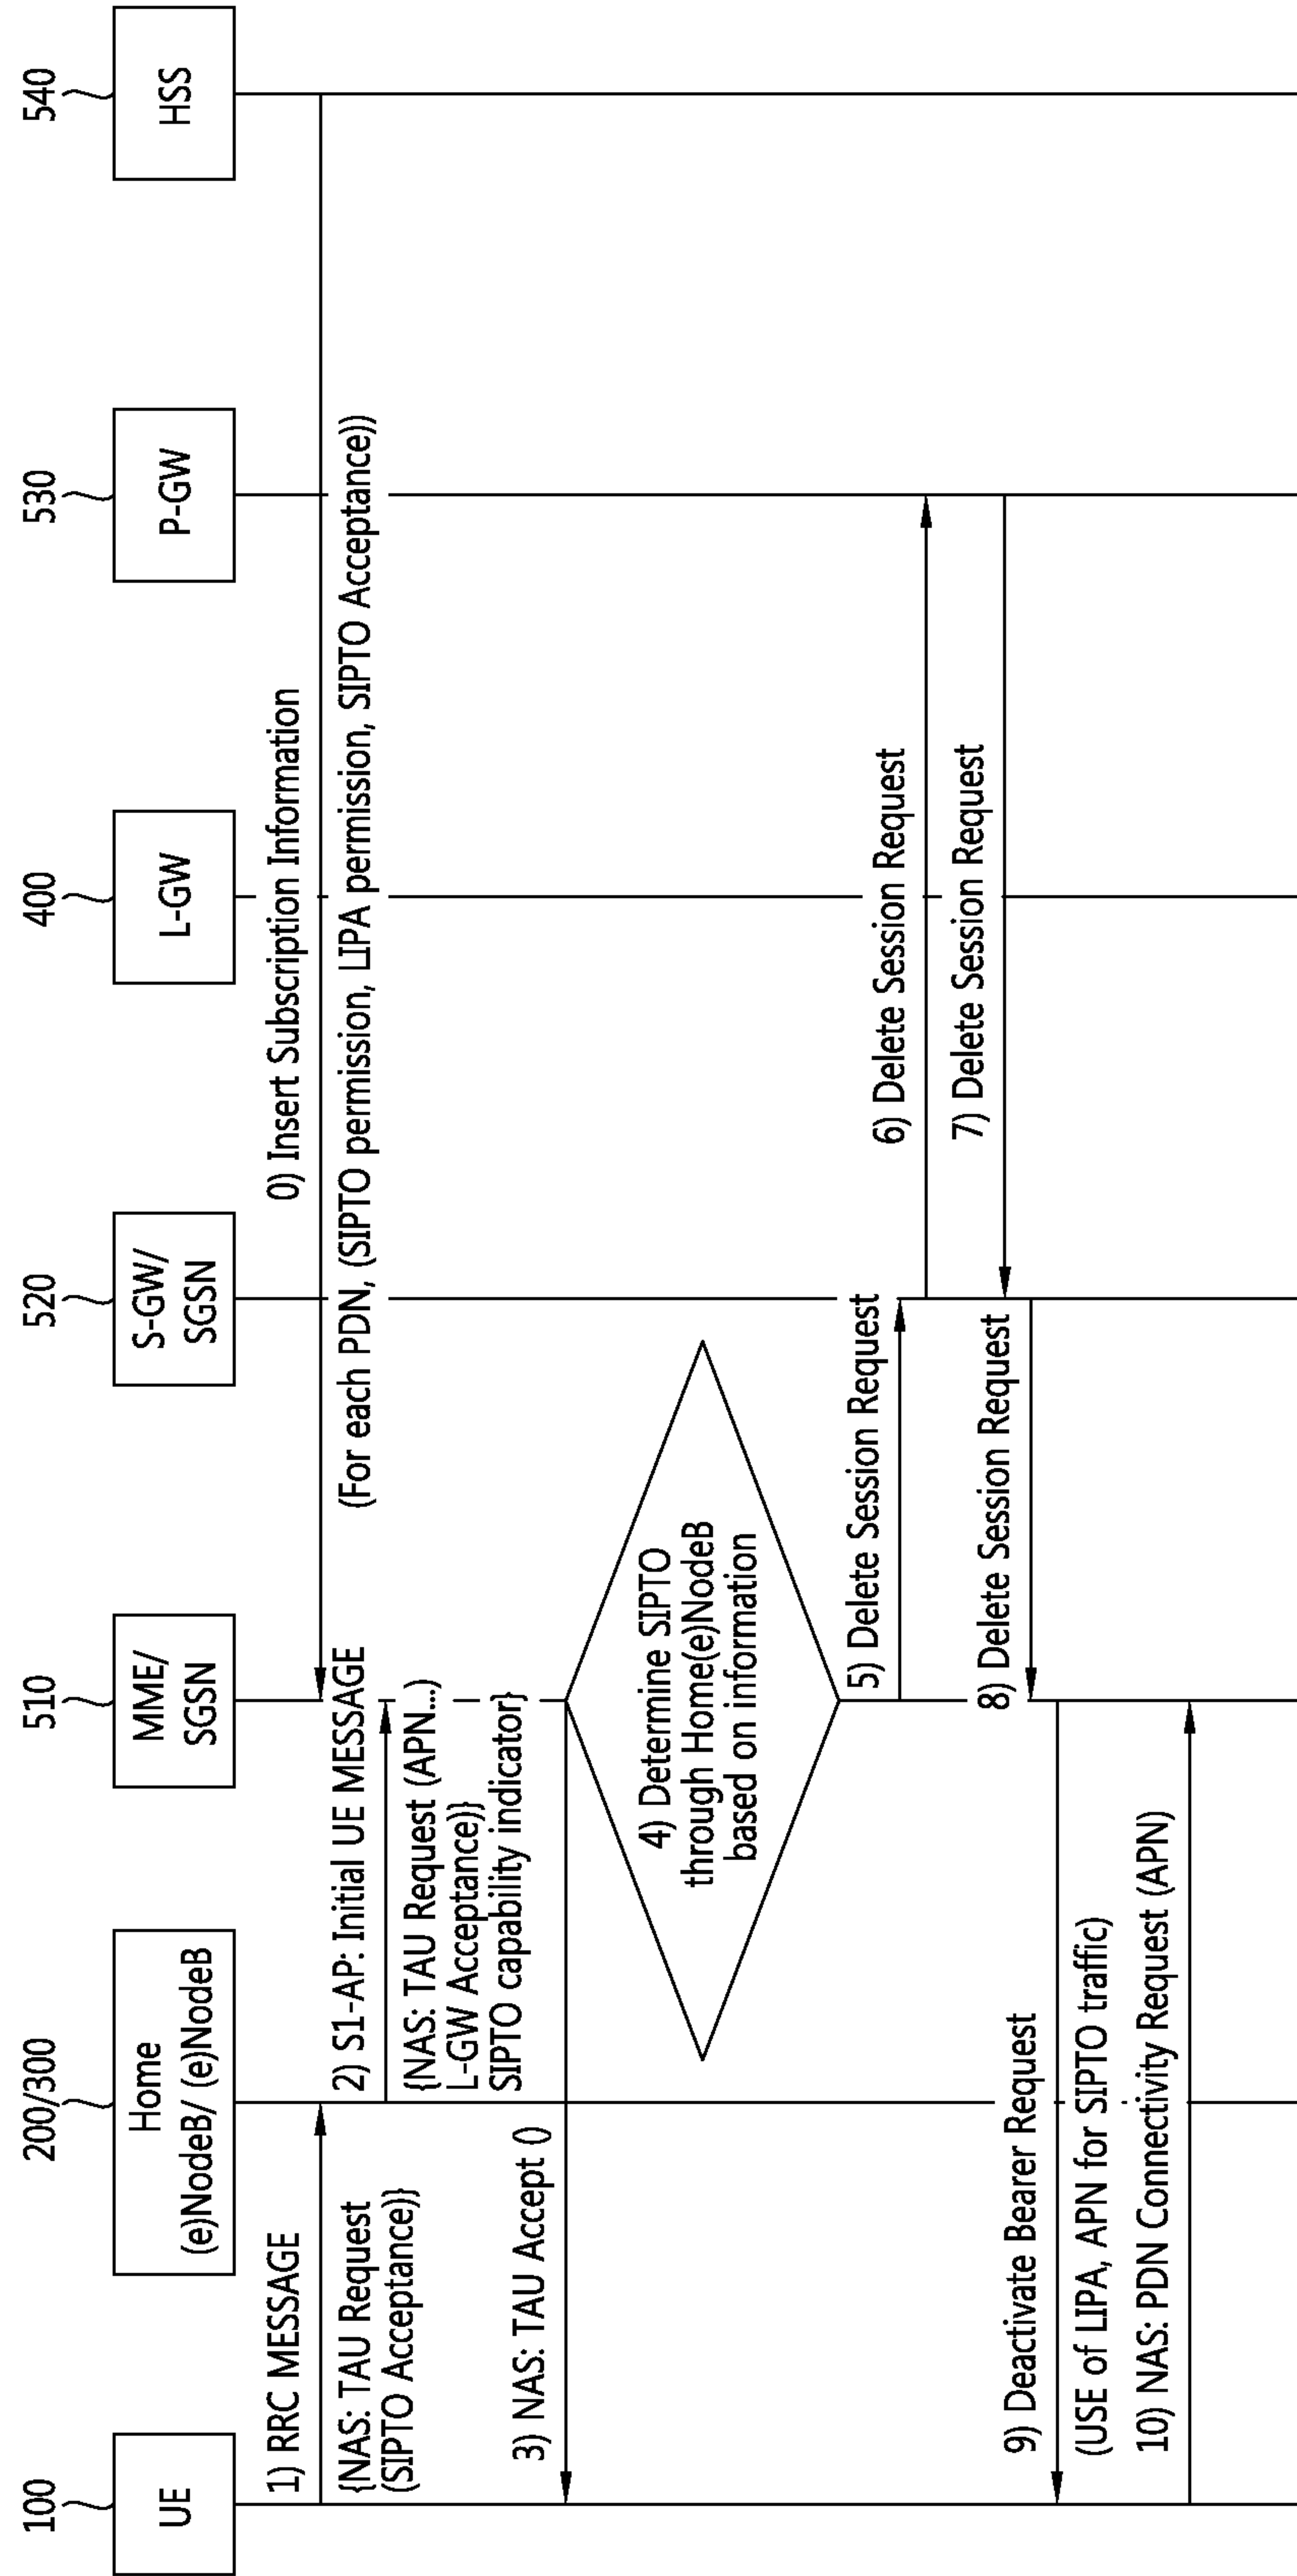 100
200/300
510
520
400
530
540
UE
Home
(e)NodeB/ (e)NodeB
MME/
SGSN
S-GW/
SGSN
L-GW
P-GW
HSS
0) Insert Subscription Information
(For each PDN, (SIPTO permission, LIPA permission, SIPTO Acceptance))
1) RRC MESSAGE
{NAS: TAU Request
(SIPTO Acceptance)}
2) S1-AP: Initial UE MESSAGE
{NAS: TAU Request (APN...)
L-GW Acceptance)}
SIPTO capability indicator}
3) NAS: TAU Accept ()
4) Determine SIPTO
through Home(e)NodeB
based on information
5) Delete Session Request
6) Delete Session Request
7) Delete Session Request
8) Delete Session Request
9) Deactivate Bearer Request
(USE of LIPA, APN for SIPTO traffic)
10) NAS: PDN Connectivity Request (APN)